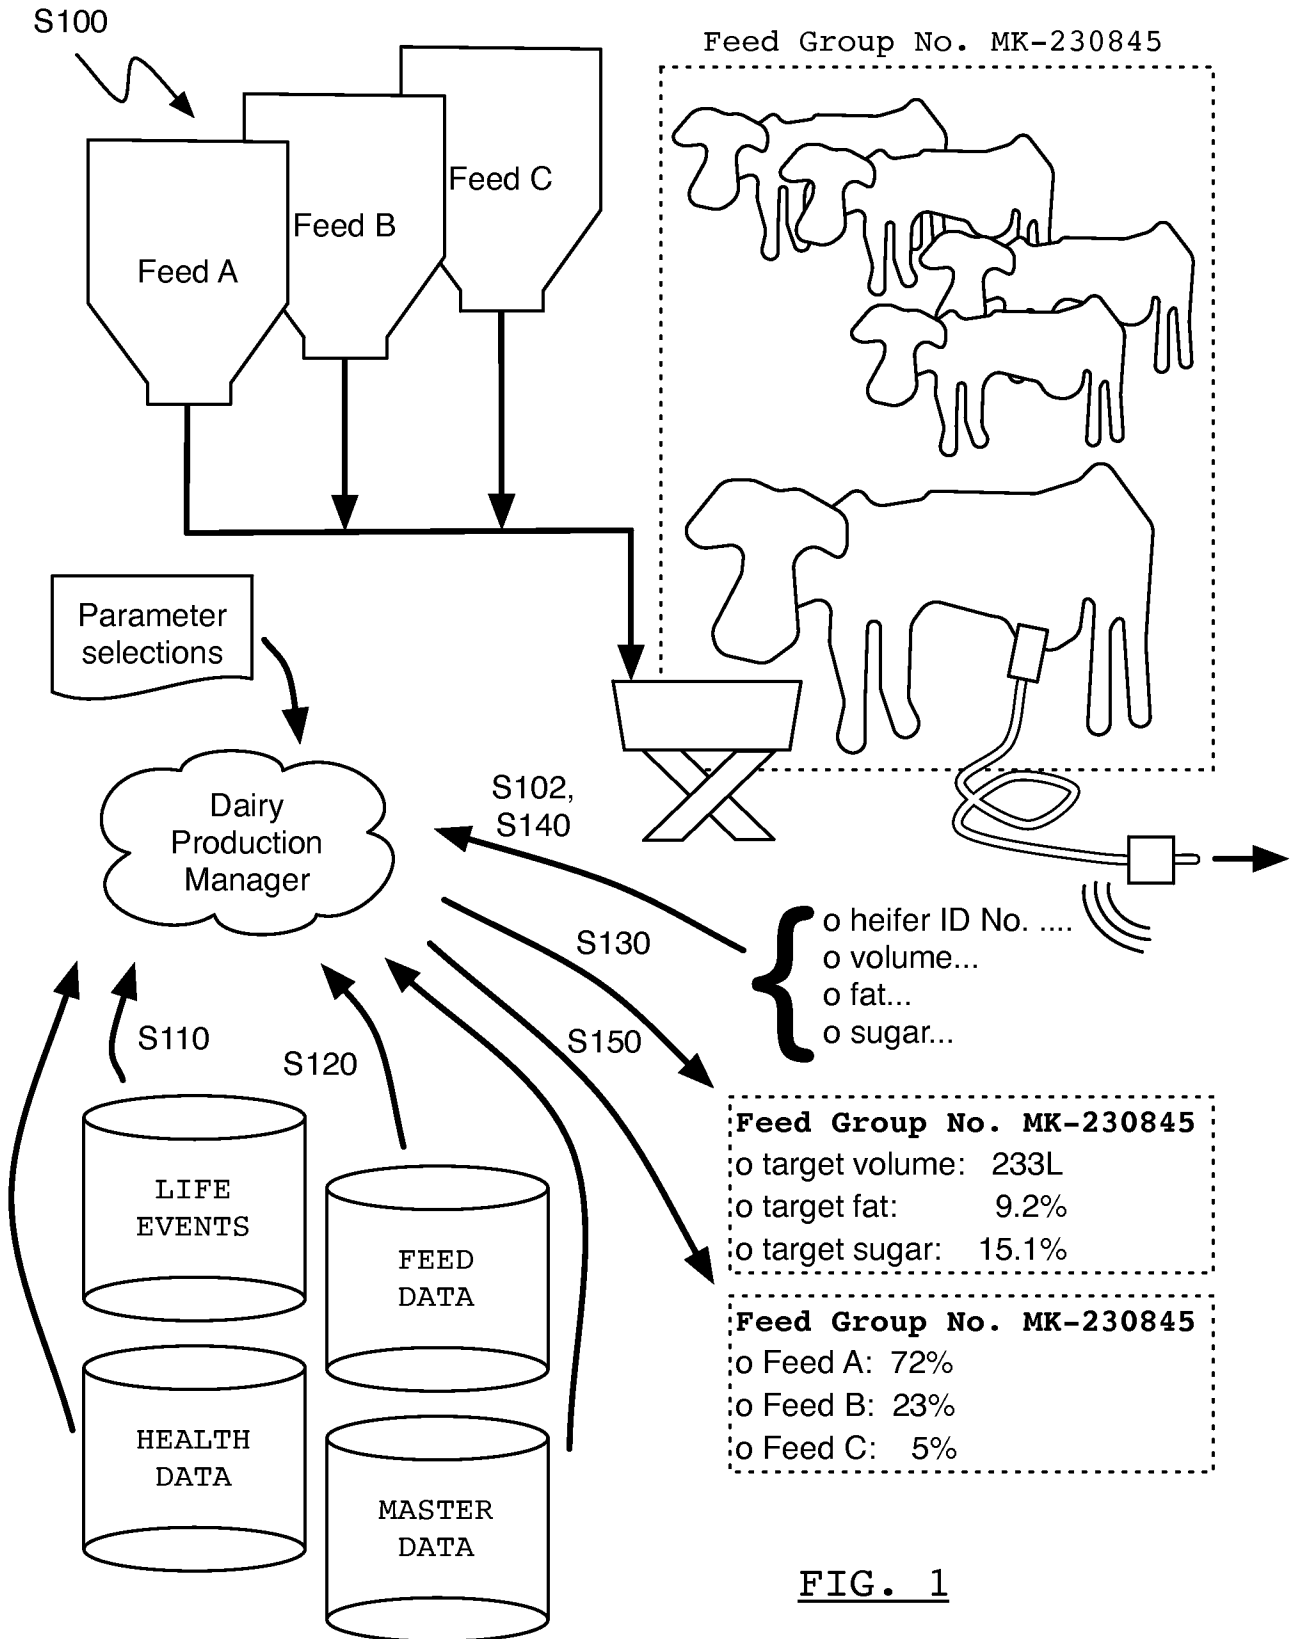 S100
Feed Group No. MK-230845
Feed C
Feed B
Feed A
Parameter
selections
Dairy
Production
Manager
S102,
S140
S130
S150
S110
S120
o heifer ID No. ....
o volume...
o fat...
o sugar...
LIFE
EVENTS
FEED
DATA
HEALTH
DATA
MASTER
DATA
Feed Group No. MK-230845
o target volume: 233L
o target fat: 9.2%
o target sugar: 15.1%
Feed Group No. MK-230845
o Feed A: 72%
o Feed B: 23%
o Feed C: 5%
FIG. 1